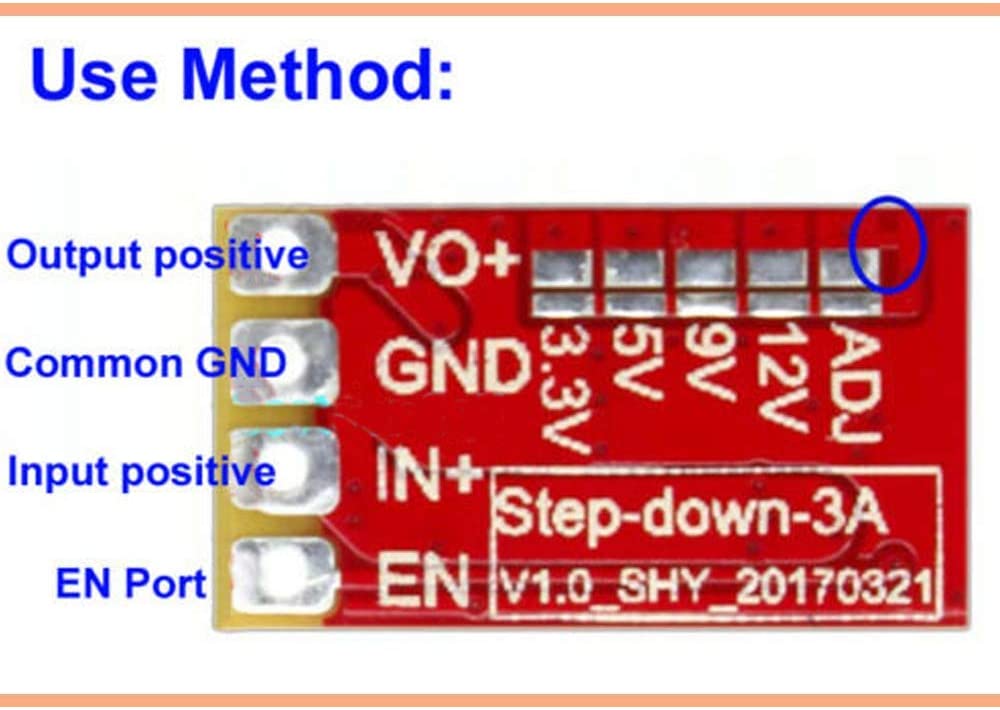 Use Method:
Output positive
VO+
Common GND
GND
Input positive
IN+
EN Port
EN
3.3V
5V
9V
12V
ADJ
Step-down-3A
V1.0_SHY_20170321